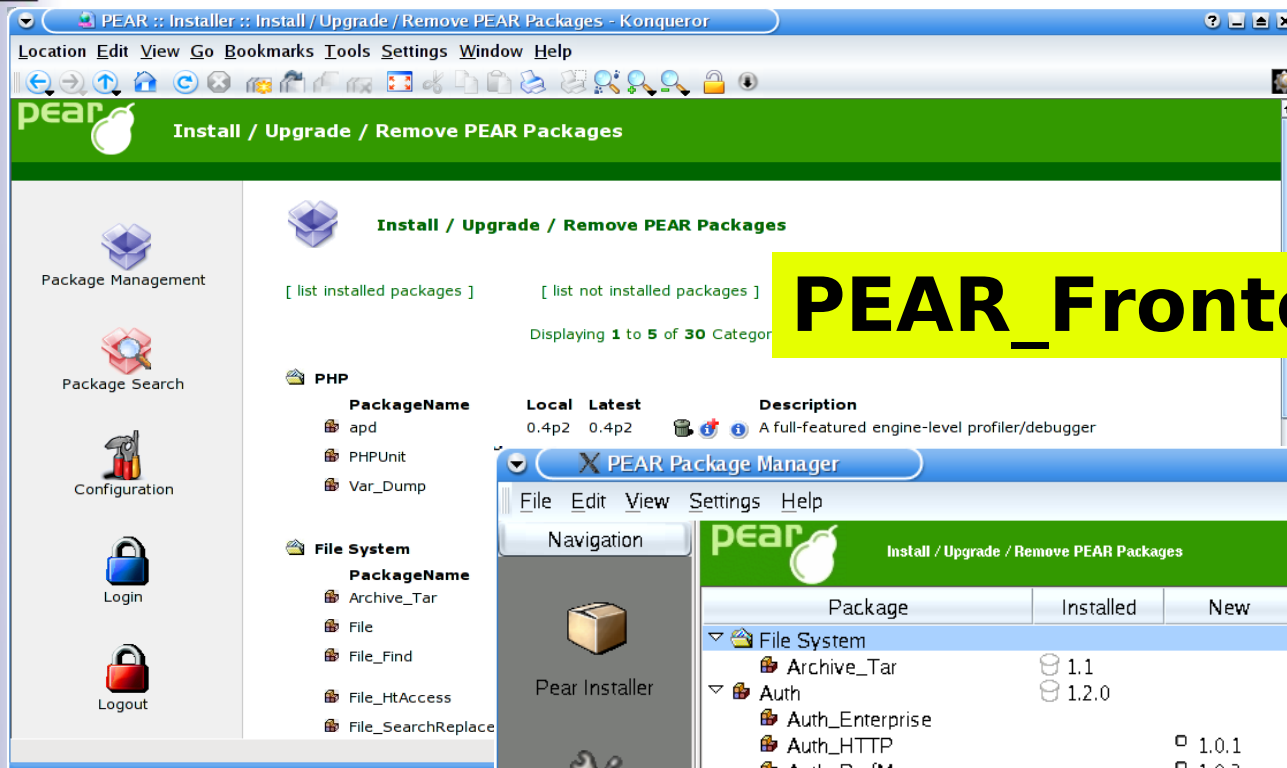 PEAR :: Installer :: Install / Upgrade / Remove PEAR Packages - Konqueror
Location Edit View Go Bookmarks Tools Settings Window Help
pear
Install / Upgrade / Remove PEAR Packages
Package Management
Package Search
Configuration
Login
Logout
Install / Upgrade / Remove PEAR Packages
[ list installed packages ] [ list not installed packages ]
Displaying 1 to 5 of 30 Categor
PEAR_Fronte
PHP
PackageName Local Latest Description
apd 0.4p2 0.4p2 A full-featured engine-level profiler/debugger
PHPUnit
Var_Dump
File System
PackageName
Archive_Tar
File
File_Find
File_HtAccess
File_SearchReplace
PEAR Package Manager
File Edit View Settings Help
Navigation
Pear Installer
pear
Install / Upgrade / Remove PEAR Packages
Package Installed New
File System
Archive_Tar 1.1
Auth 1.2.0
Auth_Enterprise
Auth_HTTP 1.0.1